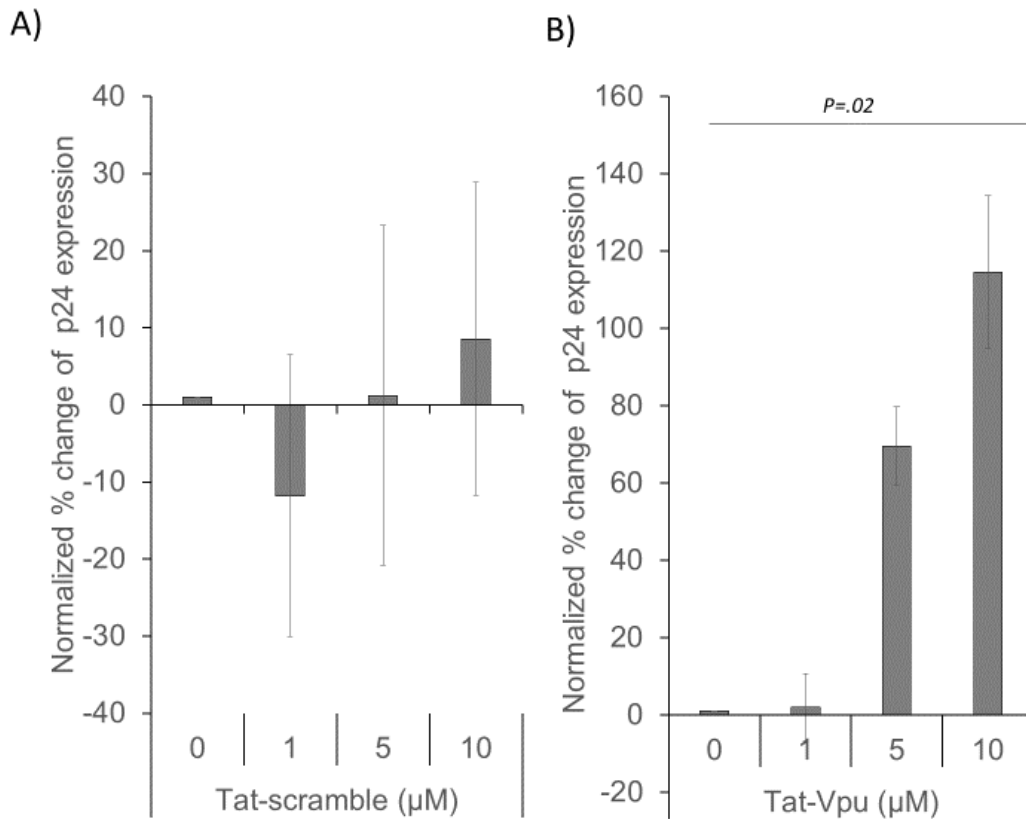 A)
Normalized % change of p24 expression
40
30
20
10
0
-10
-20
-30
-40
0 1 5 10
Tat-scramble (µM)
B)
Normalized % change of p24 expression
160
140
120
100
80
60
40
20
0
-20
P=.02
0 1 5 10
Tat-Vpu (µM)